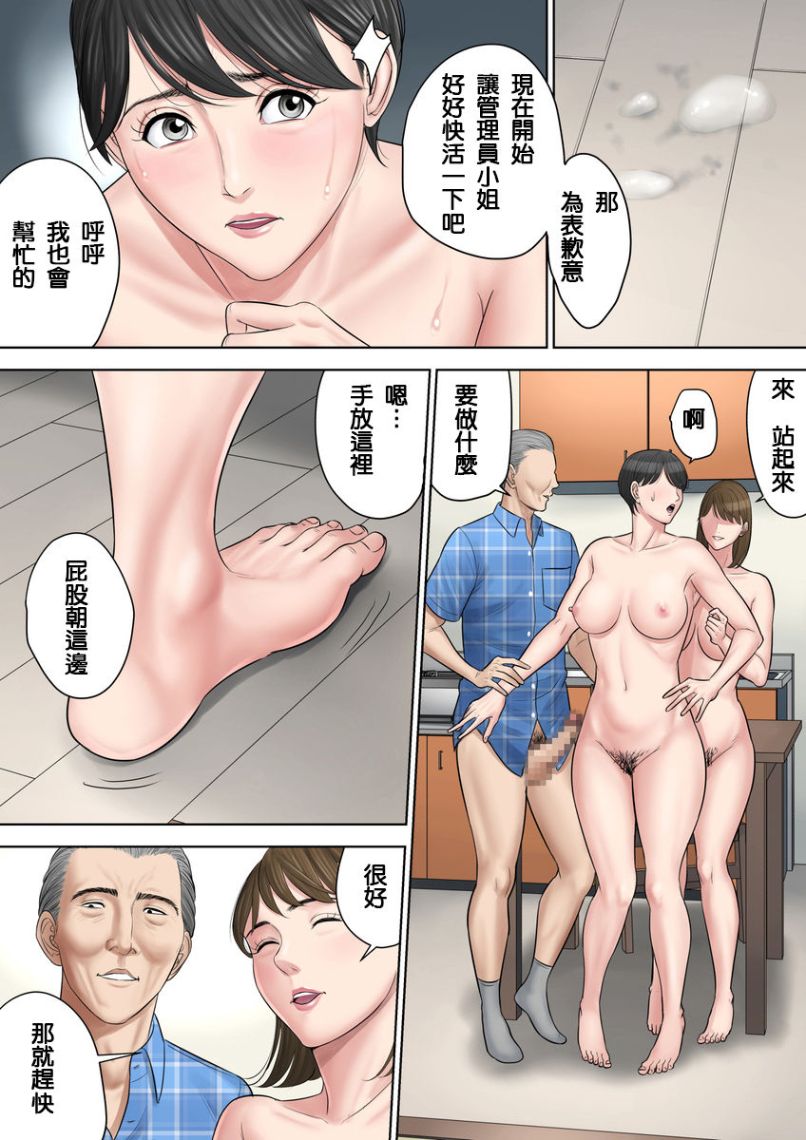 那
為表歉意
現在開始
讓管理員小姐
好好快活一下吧
呼呼
我也會
幫忙的
來 站起來
啊
要做什麼
嗯…
手放這裡
屁股朝這邊
很好
那就趕快